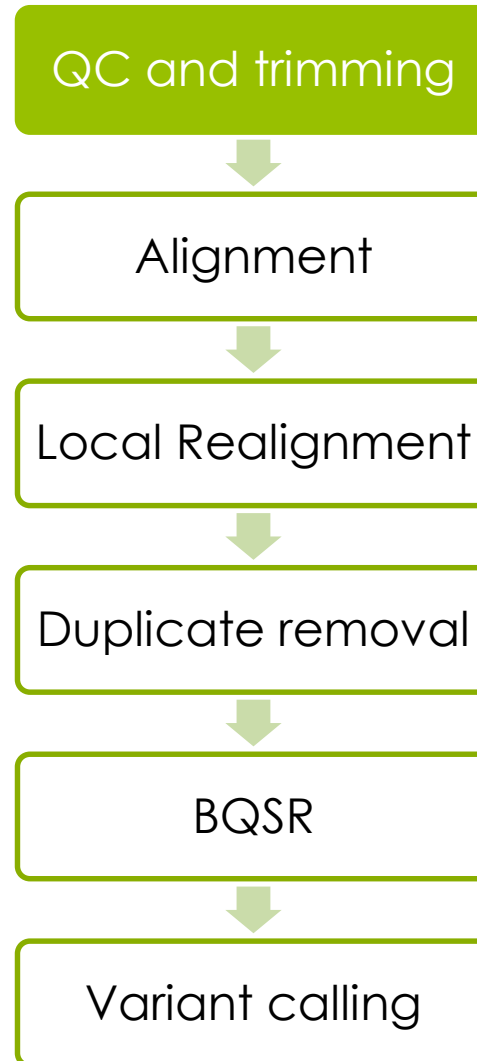 QC and trimming
Alignment
Local Realignment
Duplicate removal
BQSR
Variant calling